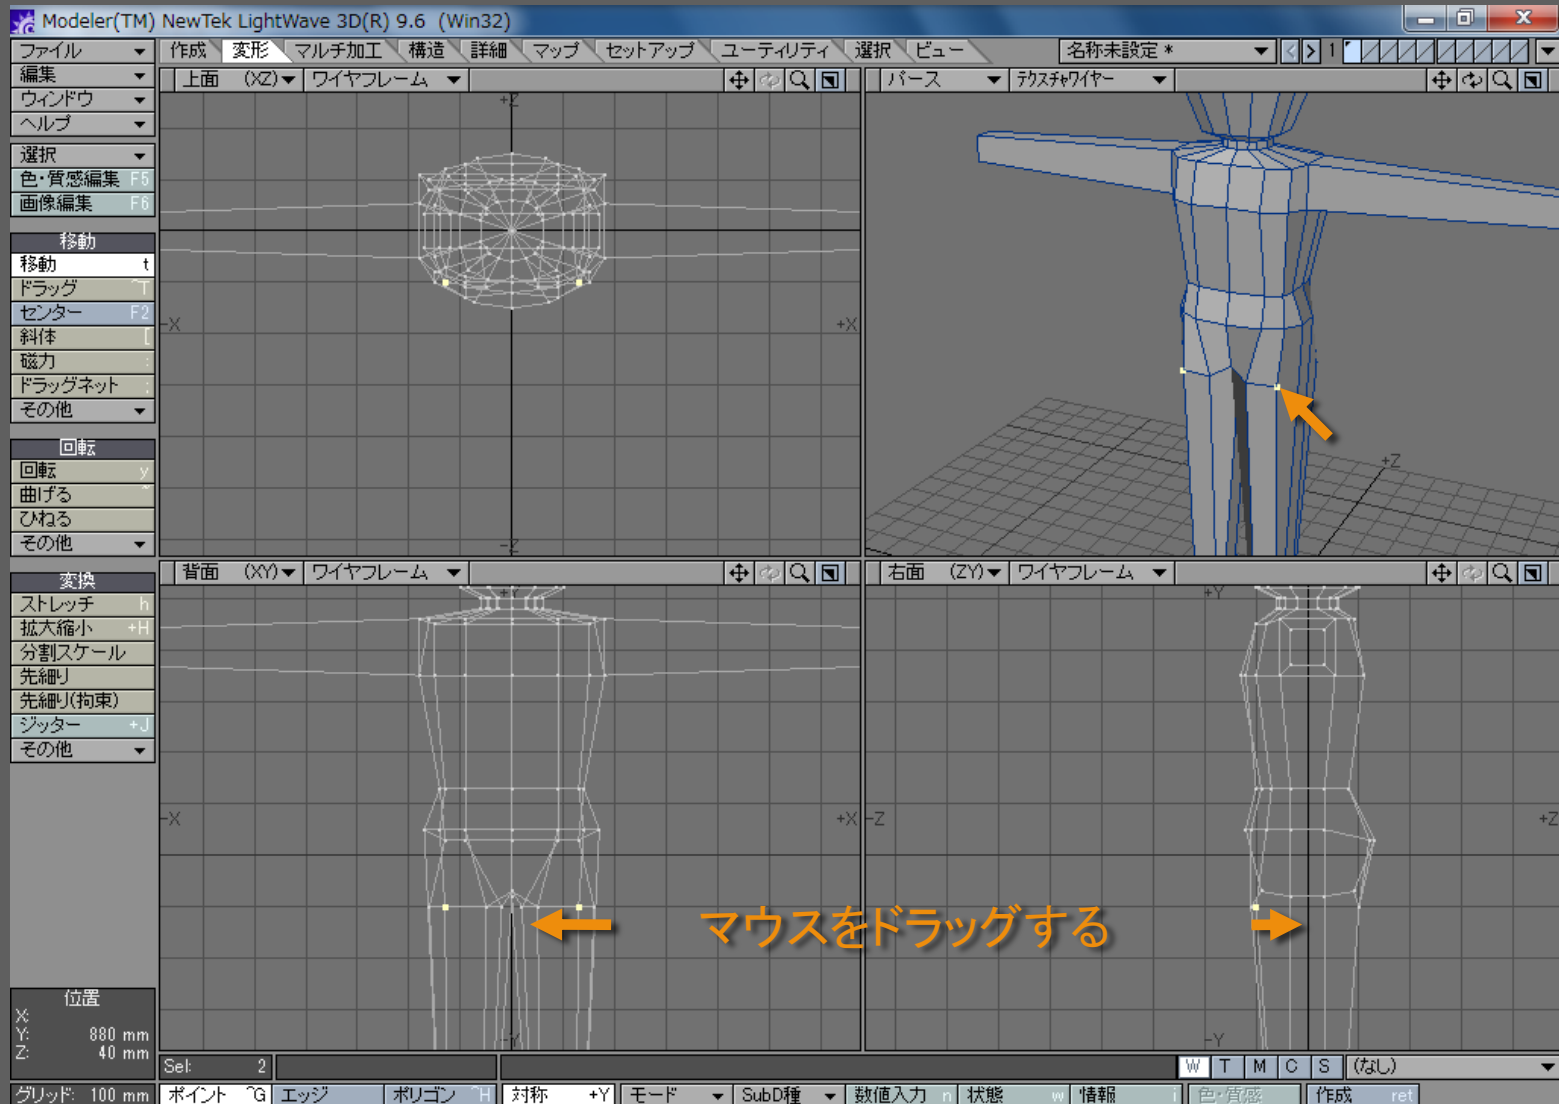 Modeler(TM) NewTek LightWave 3D(R) 9.6 (Win32)
ファイル
作成 変形 マルチ加工 構造 詳細 マップ セットアップ ユーティリティ 選択 ビュー 名称未設定 * 1
編集
ウィンドウ
ヘルプ
選択
色・質感編集 F5
画像編集 F6
移動
移動 t
ドラッグ ^T
センター F2
斜体 [
磁力 :
ドラッグネット ;
その他
回転
回転 y
曲げる ~
ひねる
その他
変換
ストレッチ h
拡大縮小 +H
分割スケール
先細り
先細り(拘束)
ジッター +J
その他
上面 (XZ) ワイヤフレーム
+Z
-X
+X
-Z
パース テクスチャワイヤー
+Z
背面 (XY) ワイヤフレーム
+Y
-X
+X
-Y
右面 (ZY) ワイヤフレーム
+Y
-Z
+Z
-Y
マウスをドラッグする
位置
X:
Y: 880 mm
Z: 40 mm
Sel: 2
W T M C S (なし)
グリッド: 100 mm ポイント ^G エッジ ポリゴン ^H 対称 +Y モード SubD種 数値入力 n 状態 w 情報 i 色・質感 作成 ret